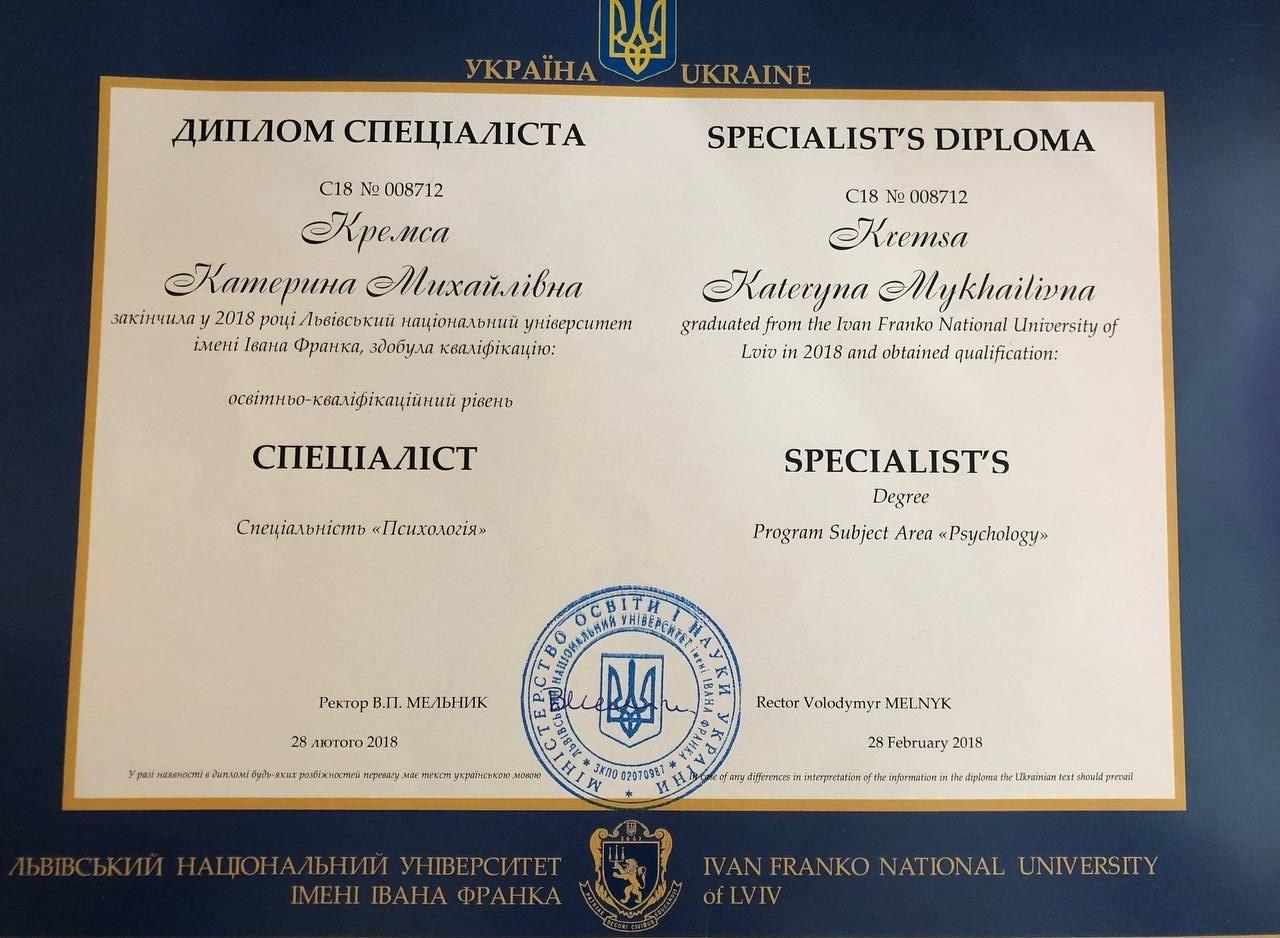 УКРАЇНА UKRAINE
ДИПЛОМ СПЕЦІАЛІСТА
С18 № 008712
Кремса
Катерина Михайлівна
закінчила у 2018 році Львівський національний університет
імені Івана Франка, здобула кваліфікацію:
освітньо-кваліфікаційний рівень
СПЕЦІАЛІСТ
Спеціальність «Психологія»
Ректор В.П. МЕЛЬНИК
28 лютого 2018
У разі наявності в дипломі будь-яких розбіжностей перевагу має текст українською мовою
SPECIALIST'S DIPLOMA
C18 № 008712
Kremsa
Kateryna Mykhailivna
graduated from the Ivan Franko National University of
Lviv in 2018 and obtained qualification:
SPECIALIST'S
Degree
Program Subject Area «Psychology»
Rector Volodymyr MELNYK
28 February 2018
In case of any differences in interpretation of the information in the diploma the Ukrainian text should prevail
МІНІСТЕРСТВО ОСВІТИ І НАУКИ УКРАЇНИ
ЛЬВІВСЬКИЙ НАЦІОНАЛЬНИЙ УНІВЕРСИТЕТ імені ІВАНА ФРАНКА
ЗКПО 02070987
ЛЬВІВСЬКИЙ НАЦІОНАЛЬНИЙ УНІВЕРСИТЕТ
ІМЕНІ ІВАНА ФРАНКА
1661
PATRIAE DECORI CIVIBUS EDUCANDIS
IVAN FRANKO NATIONAL UNIVERSITY
of LVIV